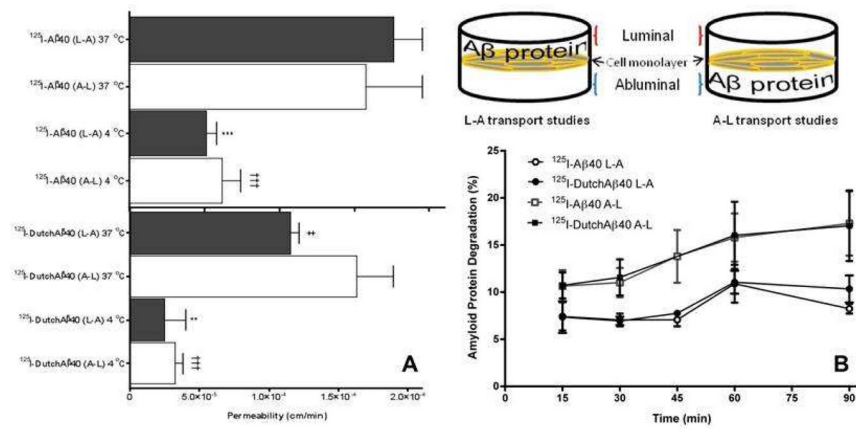 ¹²⁵I-Aβ40 (L-A) 37 °C
¹²⁵I-Aβ40 (A-L) 37 °C
¹²⁵I-Aβ40 (L-A) 4 °C
***
¹²⁵I-Aβ40 (A-L) 4 °C
†††
¹²⁵I-DutchAβ40 (L-A) 37 °C
¹²⁵I-DutchAβ40 (A-L) 37 °C
¹²⁵I-DutchAβ40 (L-A) 4 °C
**
¹²⁵I-DutchAβ40 (A-L) 4 °C
†††
A
0 5.0×10⁻⁵ 1.0×10⁻⁴ 1.5×10⁻⁴ 2.0×10⁻⁴
Permeability (cm/min)
Aβ protein
Luminal
Cell monolayer
Abluminal
Aβ protein
L-A transport studies
A-L transport studies
Amyloid Protein Degradation (%)
25
20
15
10
5
0
¹²⁵I-Aβ40 L-A
¹²⁵I-DutchAβ40 L-A
¹²⁵I-Aβ40 A-L
¹²⁵I-DutchAβ40 A-L
B
0 15 30 45 60 90
Time (min)